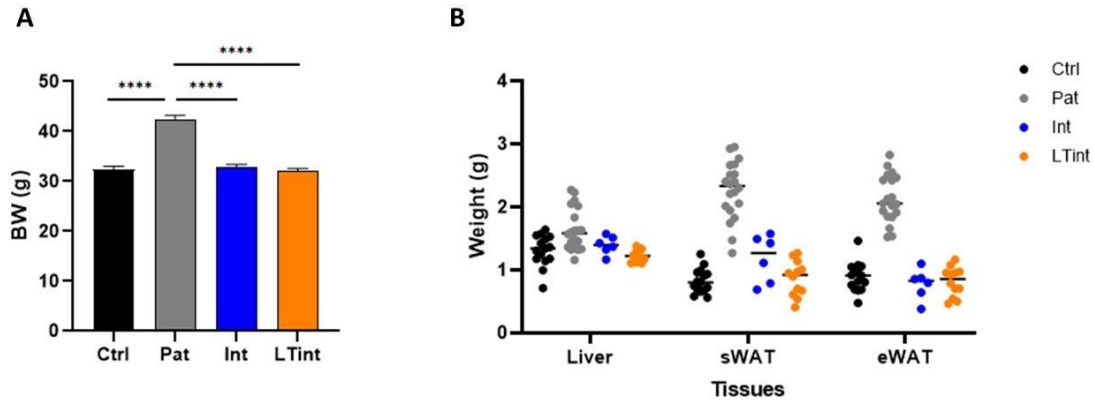 A
BW (g)
50
40
30
20
10
0
**** 
**** ****
Ctrl Pat Int LTint
B
Weight (g)
4
3
2
1
0
Liver sWAT eWAT
Tissues
Ctrl
Pat
Int
LTint